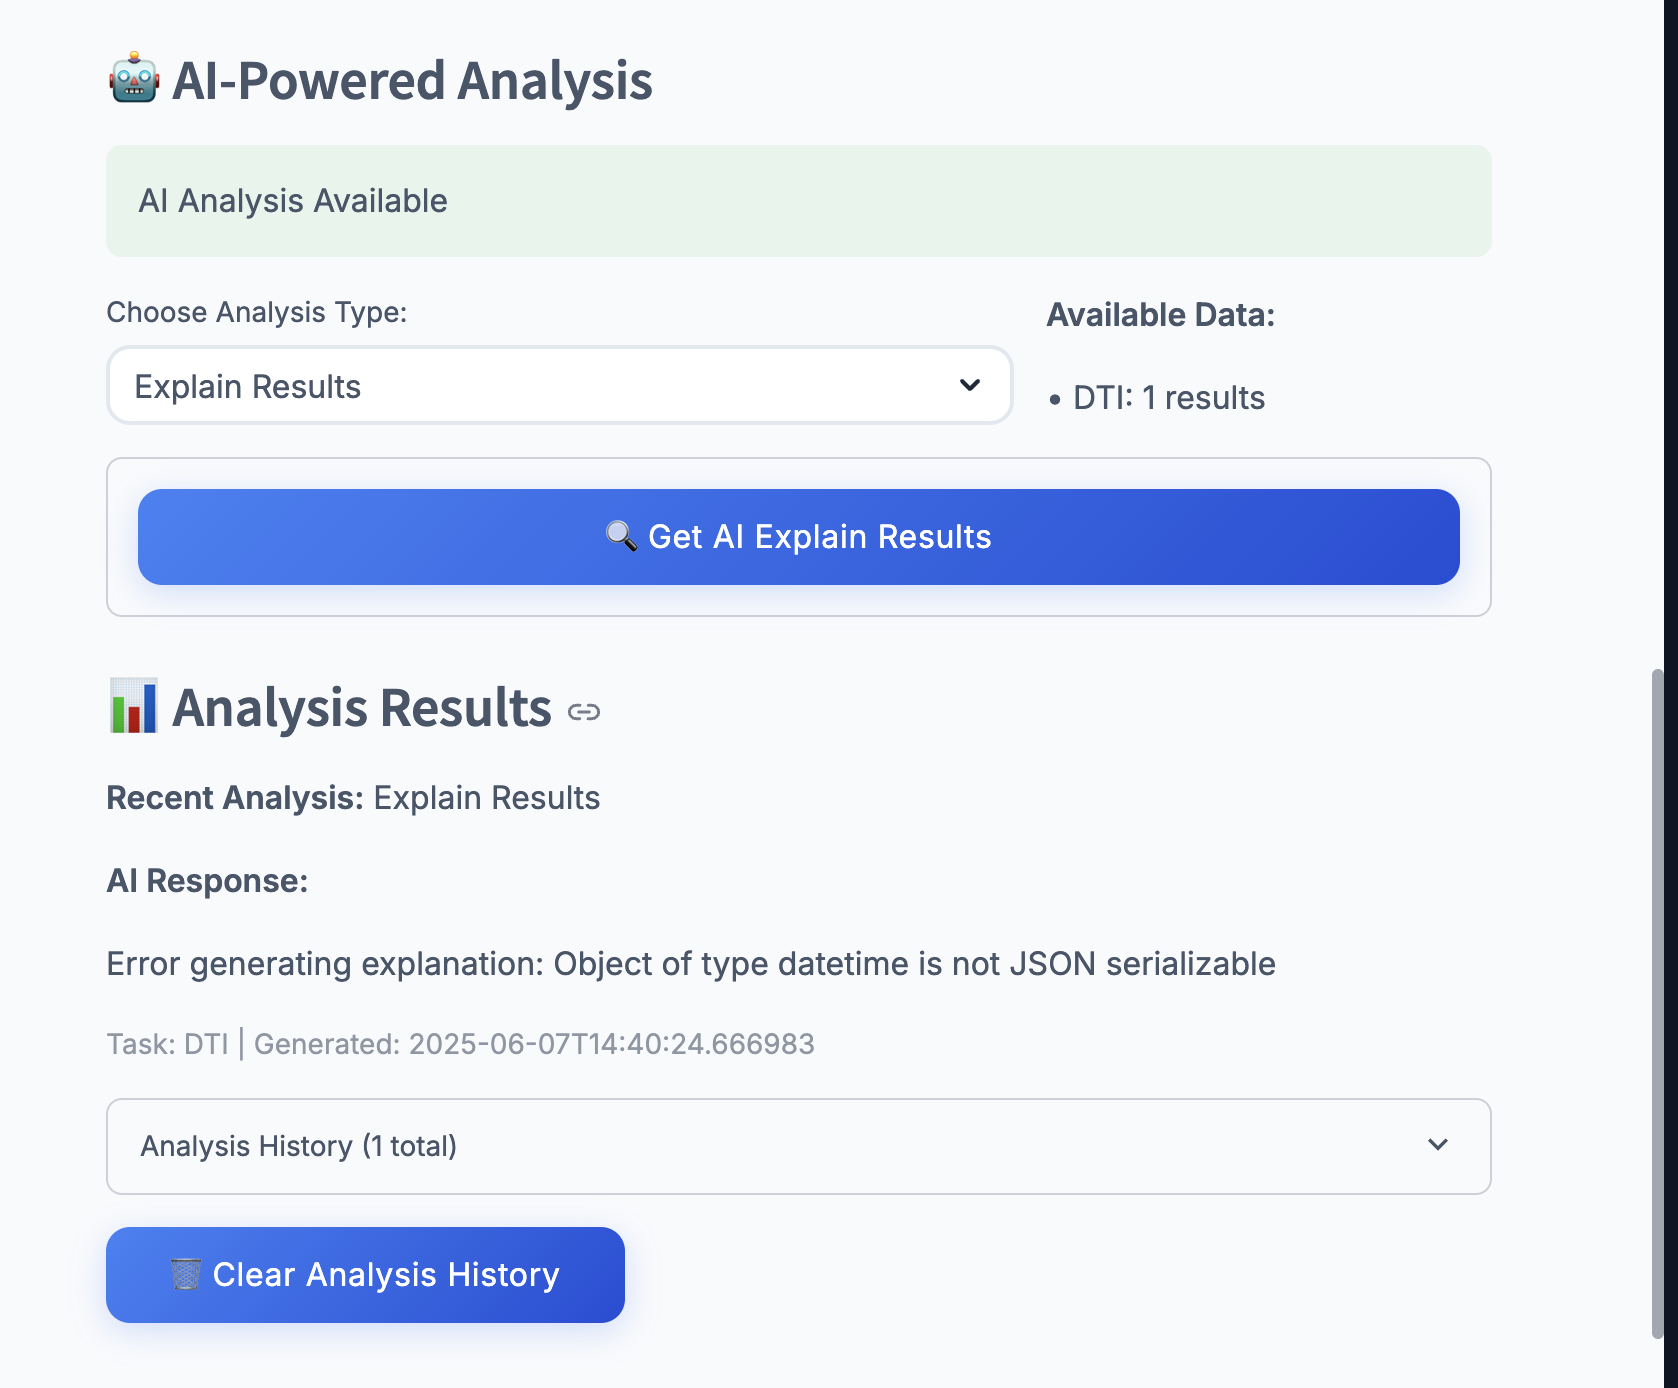 AI-Powered Analysis
AI Analysis Available
Choose Analysis Type:
Explain Results
Available Data:
• DTI: 1 results
Get AI Explain Results
Analysis Results
Recent Analysis: Explain Results
AI Response:
Error generating explanation: Object of type datetime is not JSON serializable
Task: DTI | Generated: 2025-06-07T14:40:24.666983
Analysis History (1 total)
Clear Analysis History